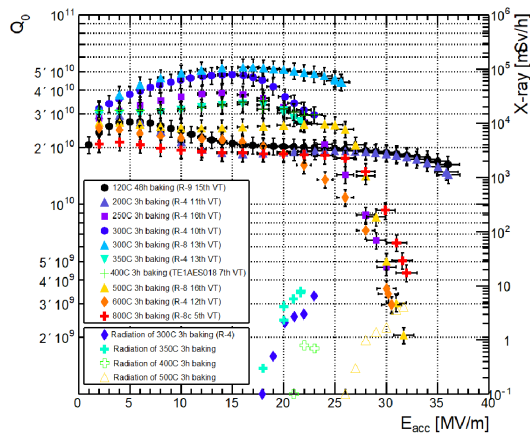 Q0
10^11
5´ 10^10
4´ 10^10
3´ 10^10
2´ 10^10
10^10
5´ 10^9
4´ 10^9
3´ 10^9
2´ 10^9
120C 48h baking (R-9 15th VT)
200C 3h baking (R-4 11th VT)
250C 3h baking (R-4 16th VT)
300C 3h baking (R-4 10th VT)
300C 3h baking (R-8 13th VT)
350C 3h baking (R-4 13th VT)
400C 3h baking (TE1AES018 7th VT)
500C 3h baking (R-8 16th VT)
600C 3h baking (R-4 12th VT)
800C 3h baking (R-8c 5th VT)
Radiation of 300C 3h baking (R-4)
Radiation of 350C 3h baking
Radiation of 400C 3h baking
Radiation of 500C 3h baking
10^6
10^5
10^4
10^3
10^2
10
1
10^-1
X-ray [mSv/h]
0 5 10 15 20 25 30 35 40
Eacc [MV/m]